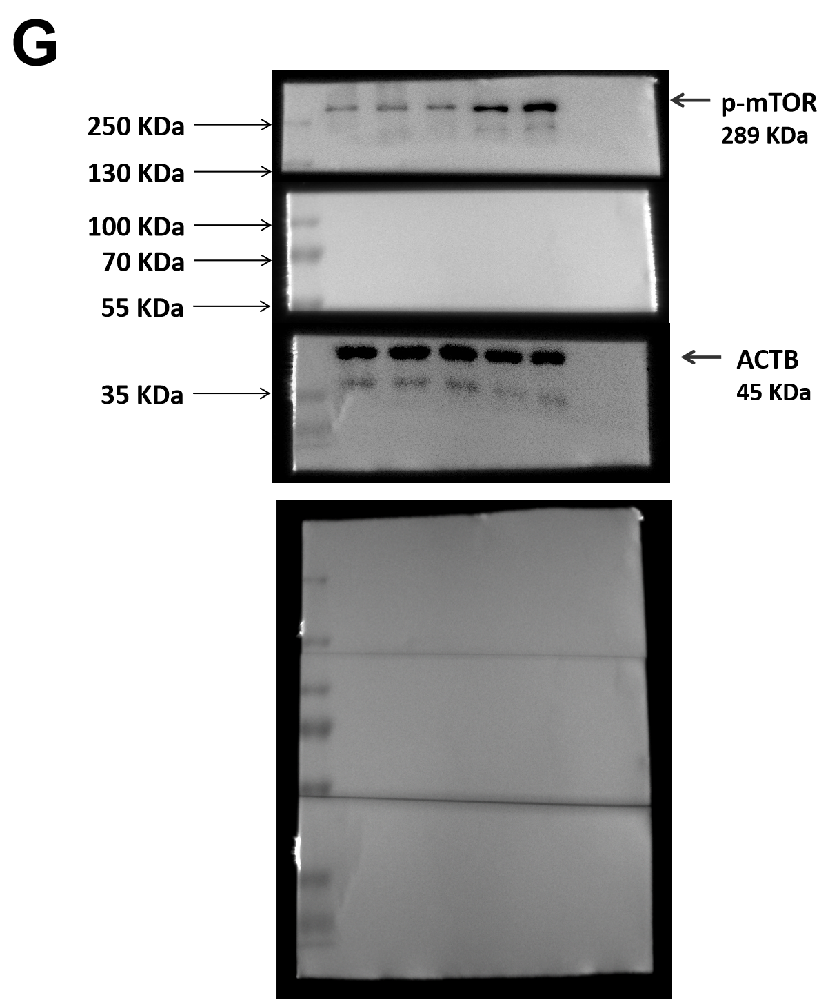 G
p-mTOR
289 KDa
250 KDa
130 KDa
100 KDa
70 KDa
55 KDa
ACTB
45 KDa
35 KDa